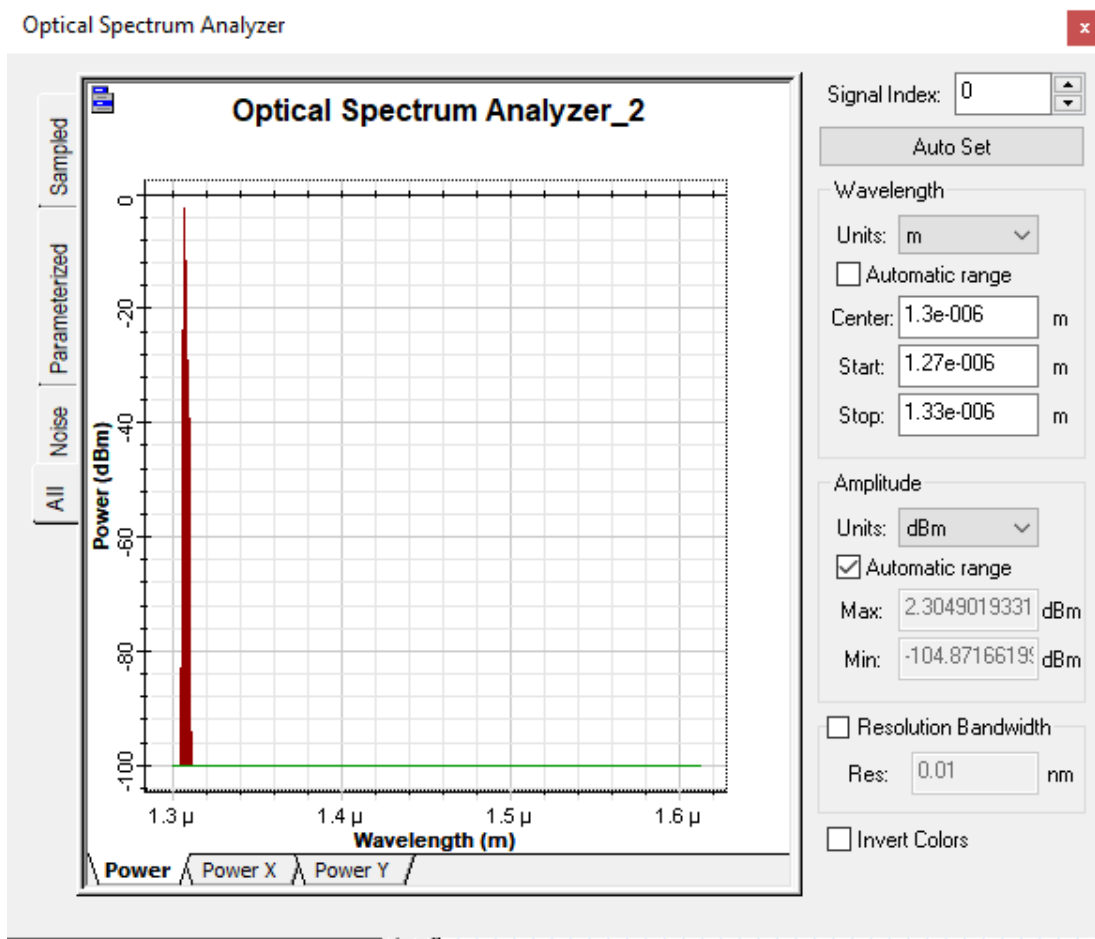 Optical Spectrum Analyzer
x
Sampled
Parameterized
Noise
All
Optical Spectrum Analyzer_2
Power (dBm)
0
-20
-40
-60
-80
-100
1.3 µ
1.4 µ
1.5 µ
1.6 µ
Wavelength (m)
Power
Power X
Power Y
Signal Index: 0
Auto Set
Wavelength
Units: m
Automatic range
Center: 1.3e-006 m
Start: 1.27e-006 m
Stop: 1.33e-006 m
Amplitude
Units: dBm
Automatic range
Max: 2.3049019331 dBm
Min: -104.8716619 dBm
Resolution Bandwidth
Res: 0.01 nm
Invert Colors